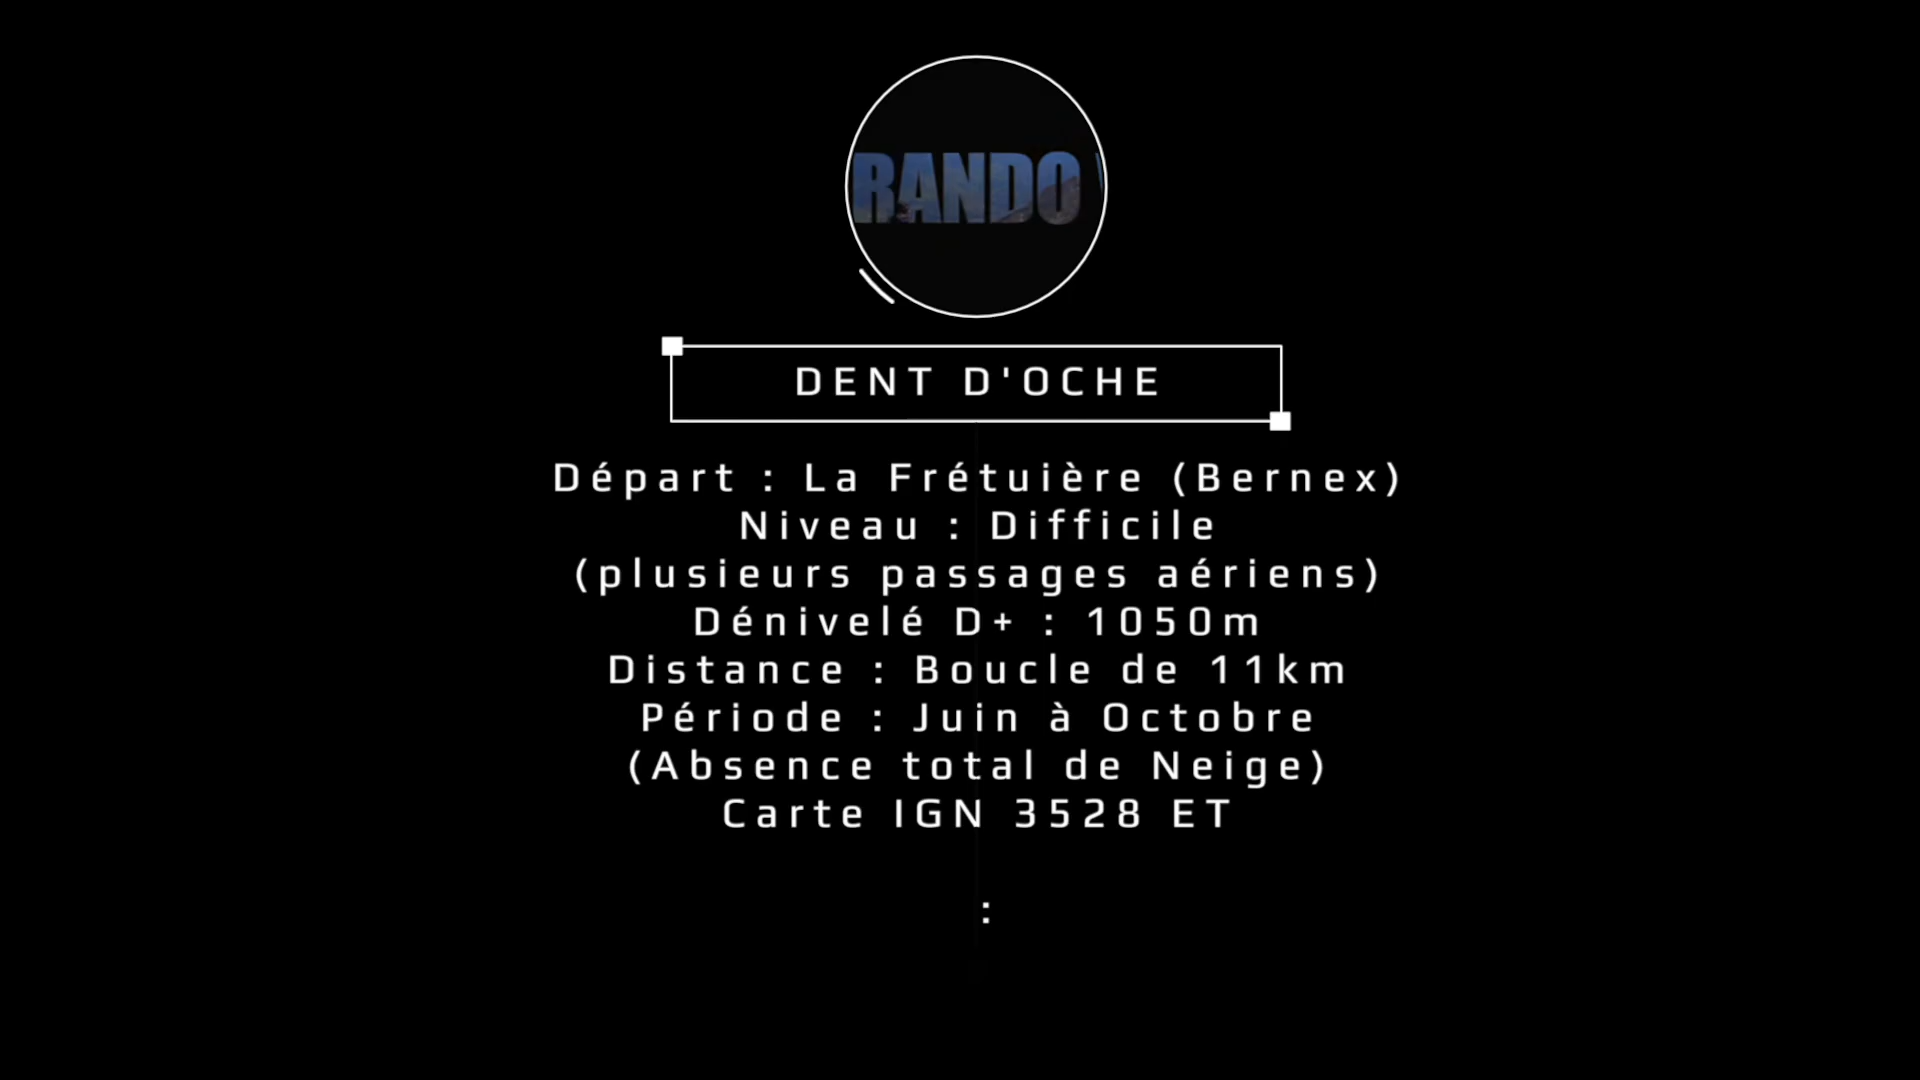 RANDO
DENT D'OCHE
Départ : La Frétuière (Bernex)
Niveau : Difficile
(plusieurs passages aériens)
Dénivelé D+ : 1050m
Distance : Boucle de 11km
Période : Juin à Octobre
(Absence total de Neige)
Carte IGN 3528 ET
: